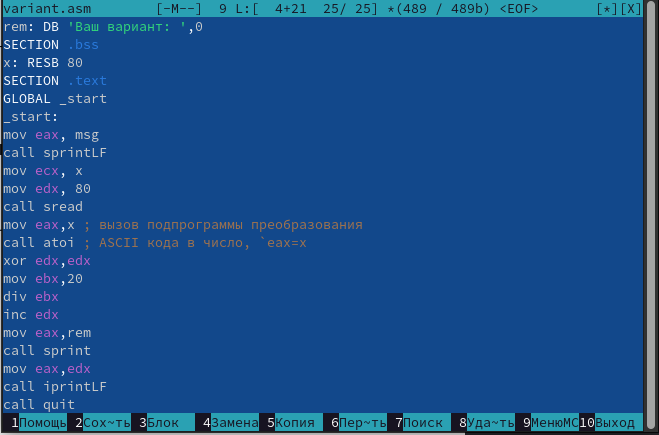 variant.asm [-M--] 9 L:[ 4+21 25/ 25] *(489 / 489b) <EOF> [*][X]
rem: DB 'Ваш вариант: ',0
SECTION .bss
x: RESB 80
SECTION .text
GLOBAL _start
_start:
mov eax, msg
call sprintLF
mov ecx, x
mov edx, 80
call sread
mov eax,x ; вызов подпрограммы преобразования
call atoi ; ASCII кода в число, `eax=x
xor edx,edx
mov ebx,20
div ebx
inc edx
mov eax,rem
call sprint
mov eax,edx
call iprintLF
call quit
1Помощь 2Сох~ть 3Блок 4Замена 5Копия 6Пер~ть 7Поиск 8Уда~ть 9МенюMC 10Выход